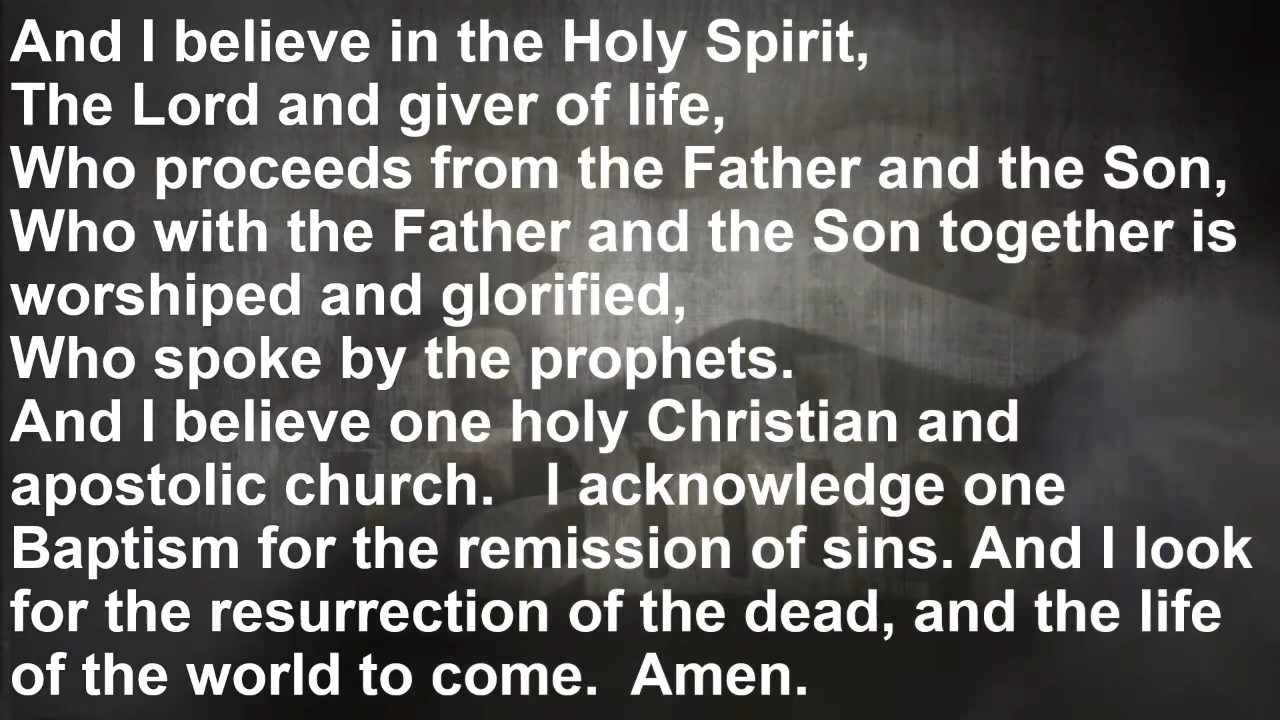 And I believe in the Holy Spirit,
The Lord and giver of life,
Who proceeds from the Father and the Son,
Who with the Father and the Son together is
worshiped and glorified,
Who spoke by the prophets.
And I believe one holy Christian and
apostolic church.   I acknowledge one
Baptism for the remission of sins. And I look
for the resurrection of the dead, and the life
of the world to come.  Amen.